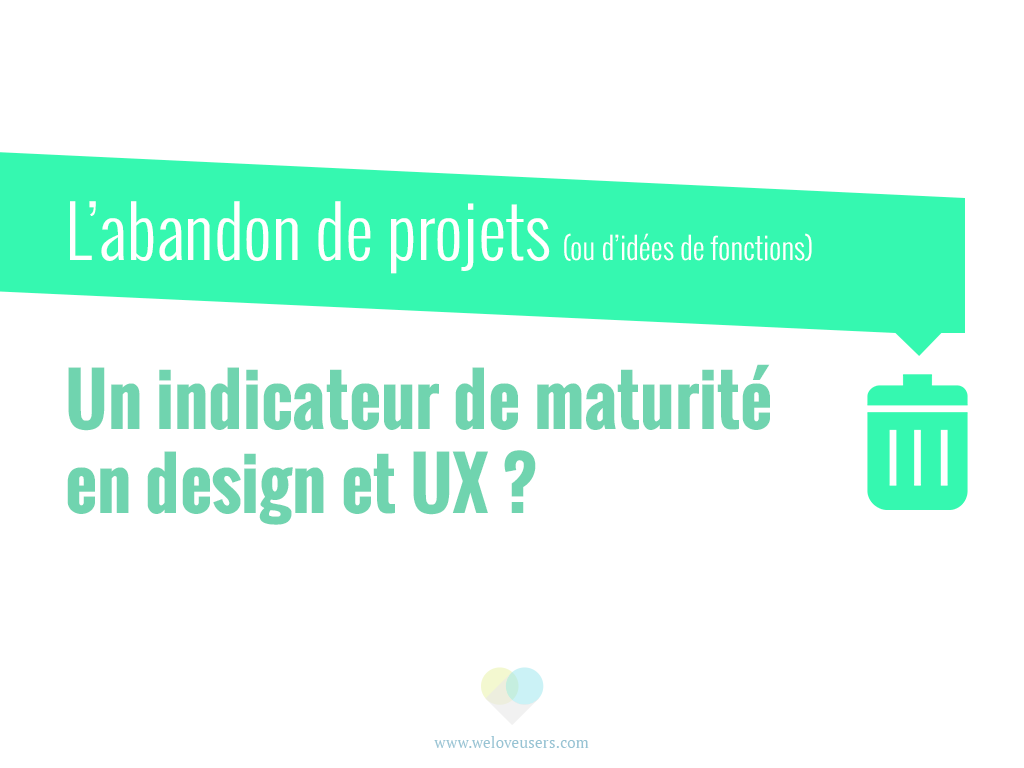 L’abandon de projets (ou d’idées de fonctions)
Un indicateur de maturité
en design et UX ?
www.weloveusers.com